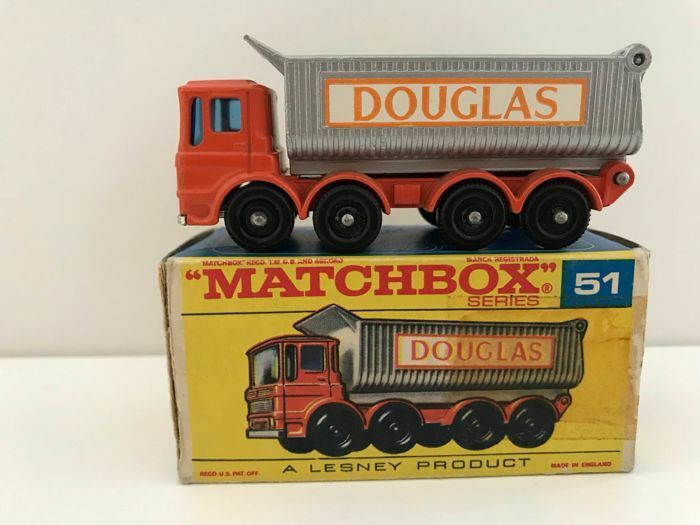 DOUGLAS
"MATCHBOX" REGD. T.M. G.B. AND ABROAD MARCA REGISTRADA
"MATCHBOX"® 51
SERIES
DOUGLAS
REGD. U.S. PAT. OFF. A LESNEY PRODUCT MADE IN ENGLAND